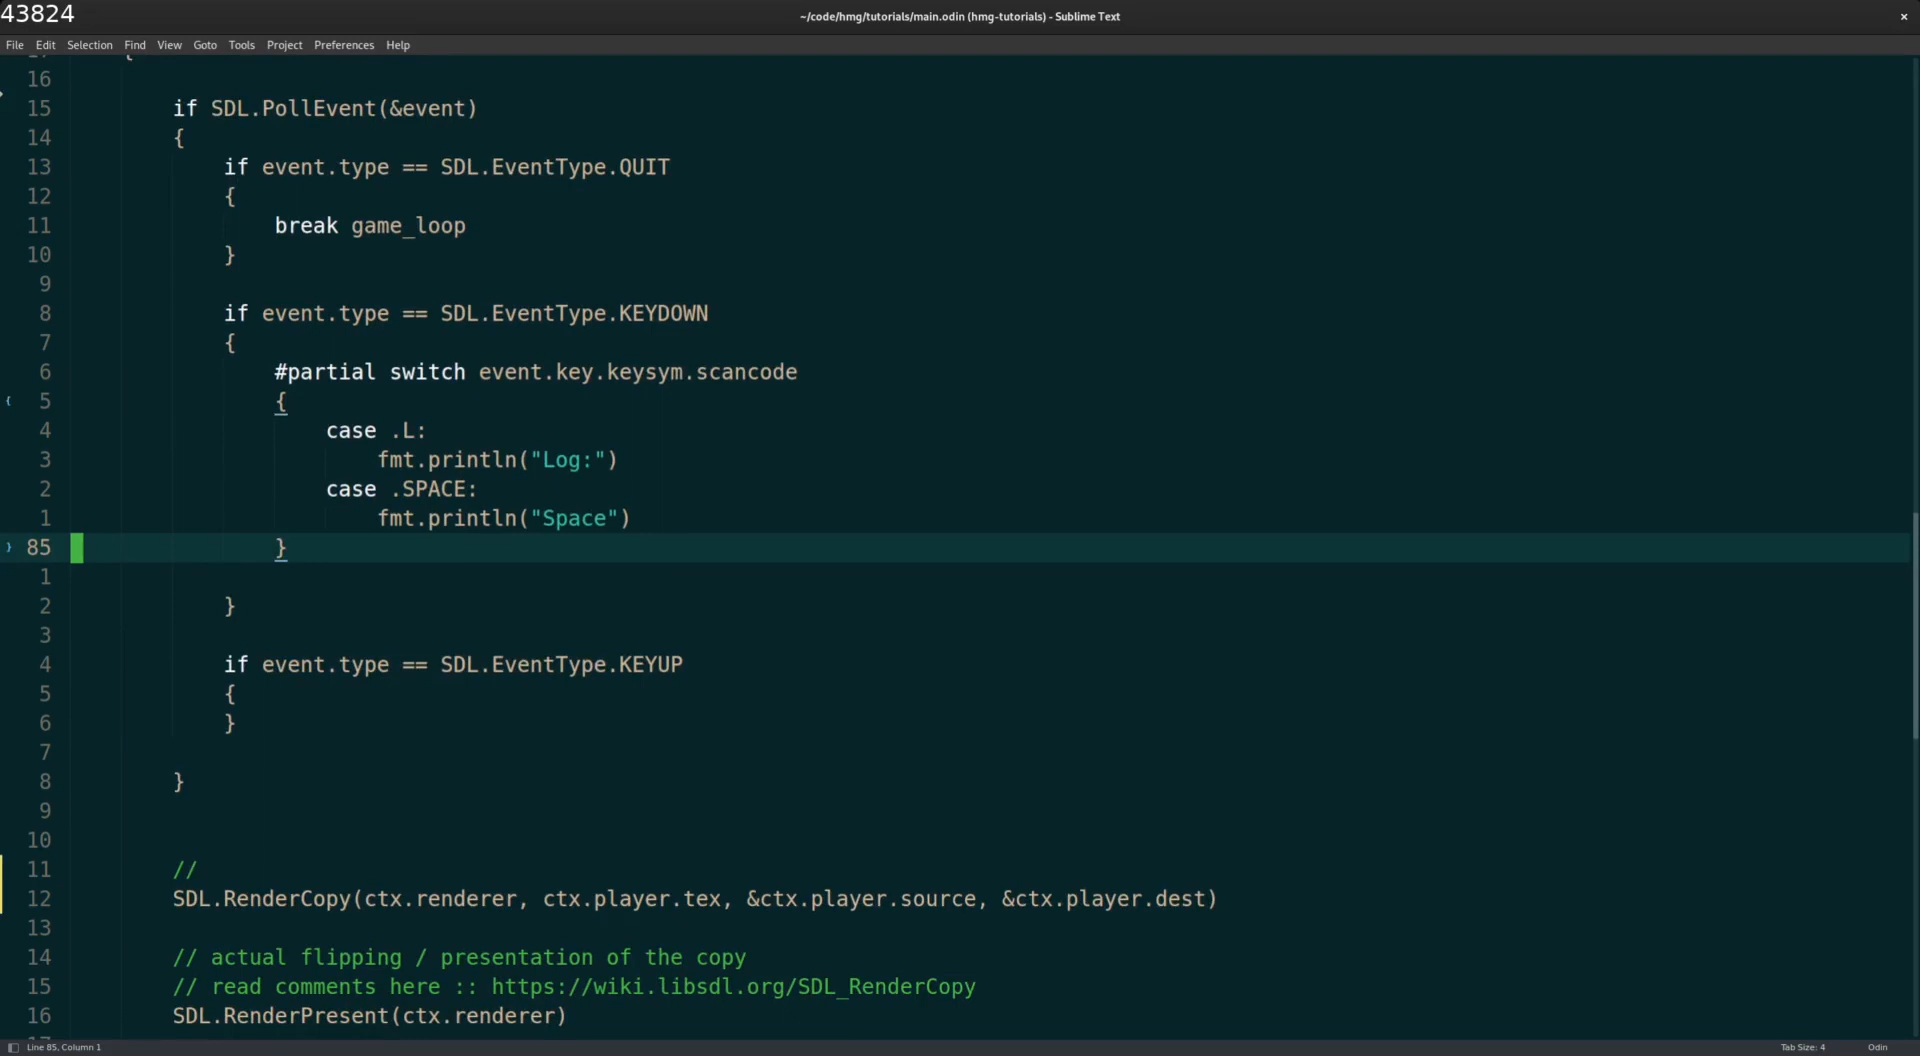 43824
~/code/hmg/tutorials/main.odin (hmg-tutorials) - Sublime Text
×
File Edit Selection Find View Goto Tools Project Preferences Help
{
16
15 if SDL.PollEvent(&event)
14 {
13 if event.type == SDL.EventType.QUIT
12 {
11 break game_loop
10 }
9
8 if event.type == SDL.EventType.KEYDOWN
7 {
6 #partial switch event.key.keysym.scancode
{ 5 {
4 case .L:
3 fmt.println("Log:")
2 case .SPACE:
1 fmt.println("Space")
} 85 }
1
2 }
3
4 if event.type == SDL.EventType.KEYUP
5 {
6 }
7
8 }
9
10
11 //
12 SDL.RenderCopy(ctx.renderer, ctx.player.tex, &ctx.player.source, &ctx.player.dest)
13
14 // actual flipping / presentation of the copy
15 // read comments here :: https://wiki.libsdl.org/SDL_RenderCopy
16 SDL.RenderPresent(ctx.renderer)
Line 85, Column 1
Tab Size: 4
Odin